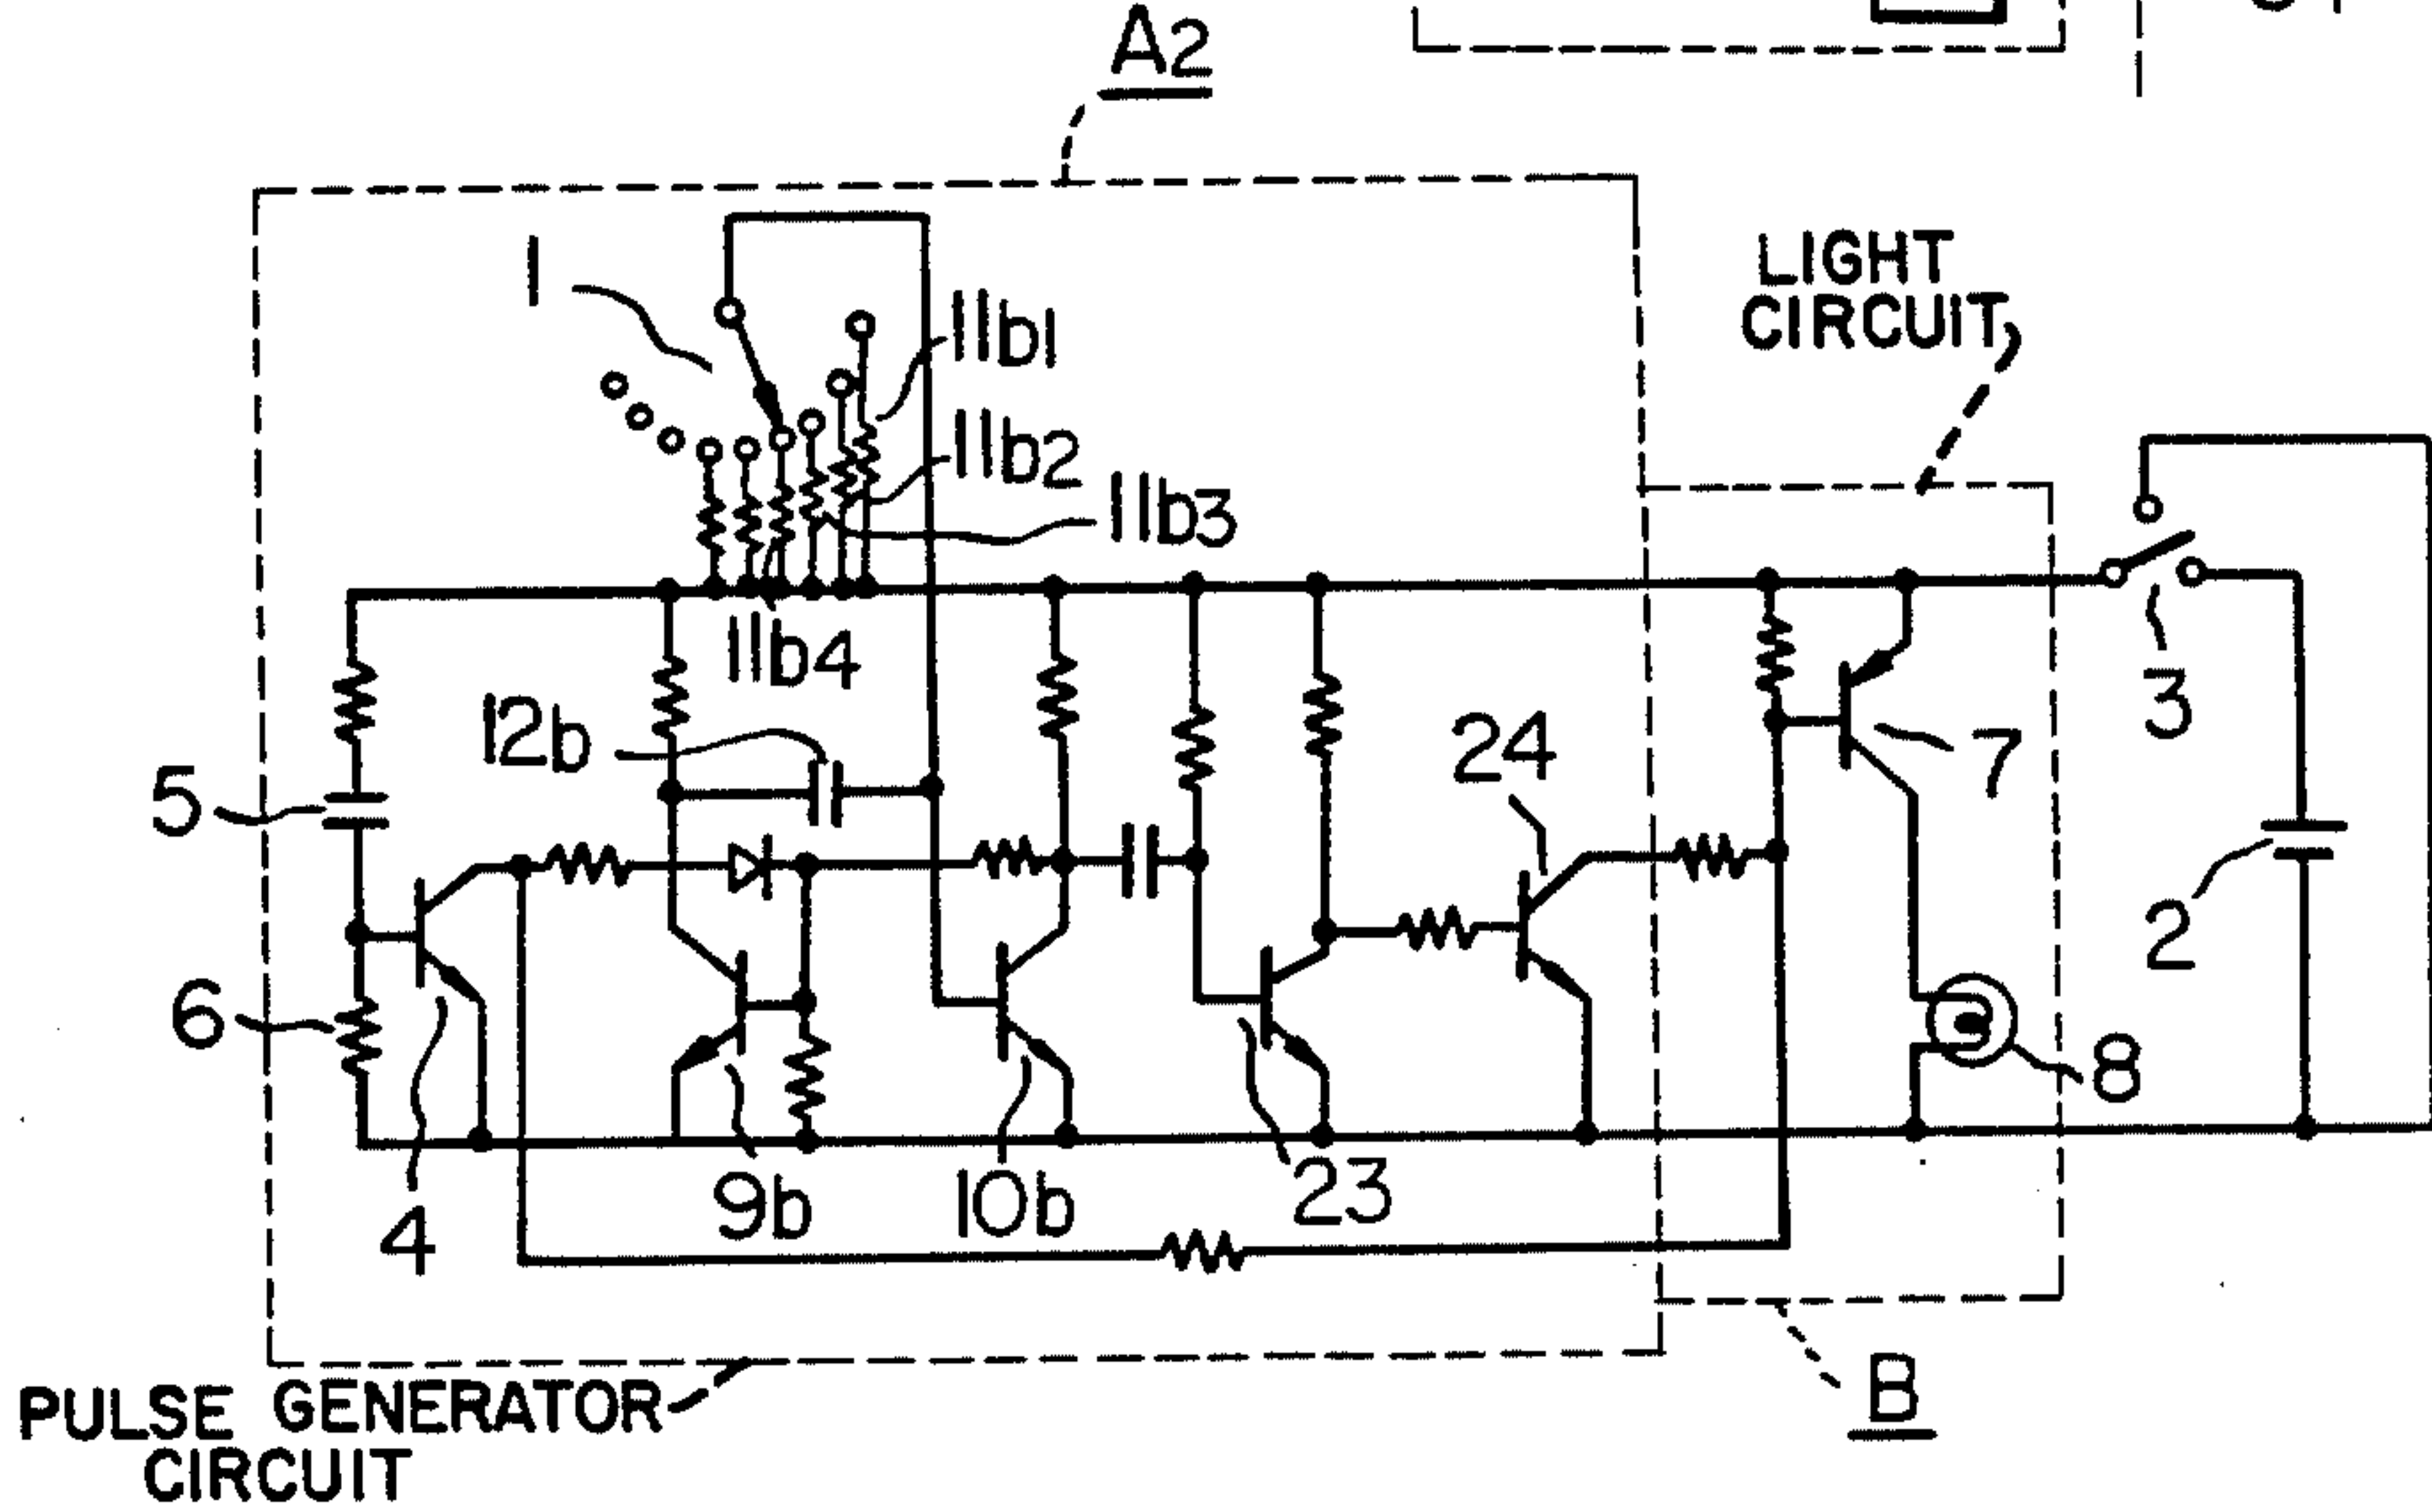 A2
1
11b1
LIGHT
CIRCUIT
11b2
11b3
11b4
3
12b
24
7
5
2
6
8
9b
10b
23
4
B
PULSE GENERATOR
CIRCUIT